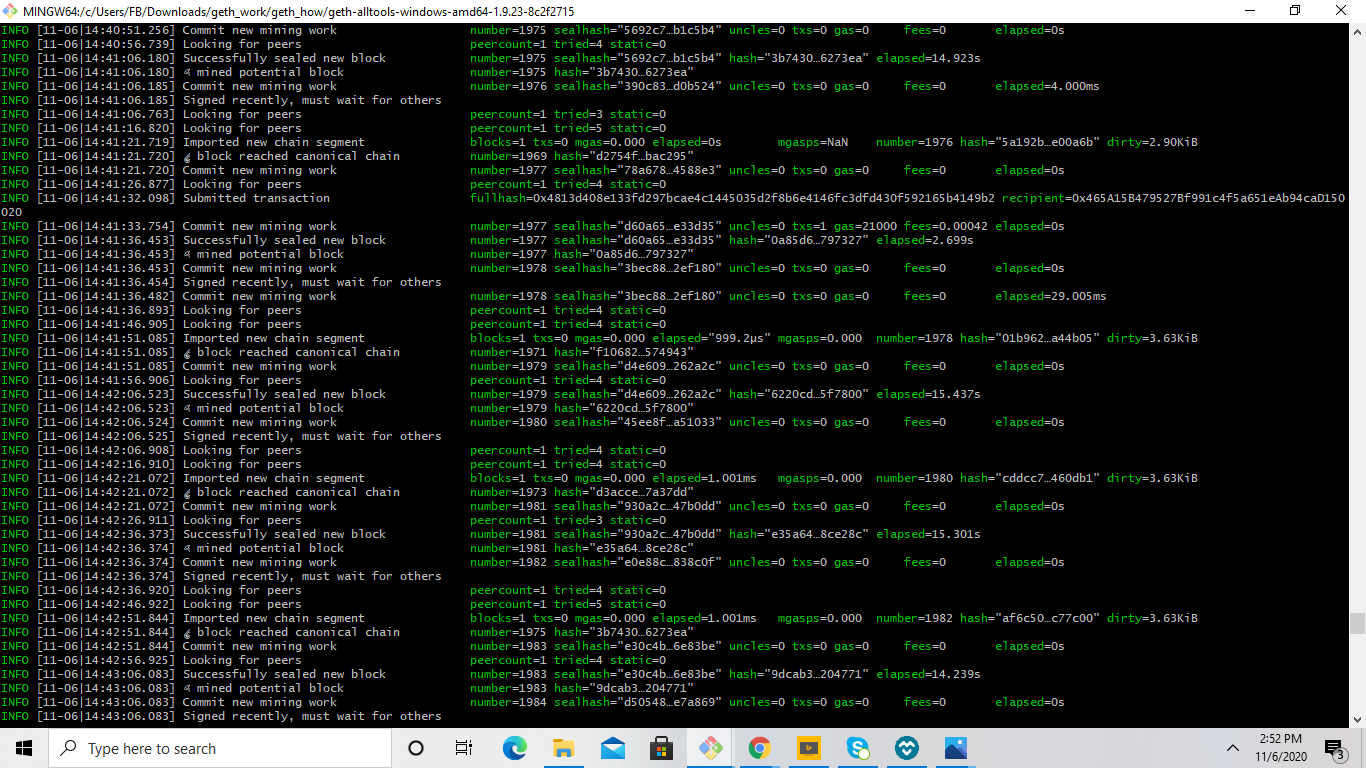 MINGW64:/c/Users/FB/Downloads/geth_work/geth_how/geth-alltools-windows-amd64-1.9.23-8c2f2715
INFO [11-06|14:40:51.256] Commit new mining work number=1975 sealhash="5692c7…b1c5b4" uncles=0 txs=0 gas=0 fees=0 elapsed=0s
INFO [11-06|14:40:56.739] Looking for peers peercount=1 tried=4 static=0
INFO [11-06|14:41:06.180] Successfully sealed new block number=1975 sealhash="5692c7…b1c5b4" hash="3b7430…6273ea" elapsed=14.923s
INFO [11-06|14:41:06.180] mined potential block number=1975 hash="3b7430…6273ea"
INFO [11-06|14:41:06.185] Commit new mining work number=1976 sealhash="390c83…d0b524" uncles=0 txs=0 gas=0 fees=0 elapsed=4.000ms
INFO [11-06|14:41:06.185] Signed recently, must wait for others
INFO [11-06|14:41:06.763] Looking for peers peercount=1 tried=3 static=0
INFO [11-06|14:41:16.820] Looking for peers peercount=1 tried=5 static=0
INFO [11-06|14:41:21.719] Imported new chain segment blocks=1 txs=0 mgas=0.000 elapsed=0s mgasps=NaN number=1976 hash="5a192b…e00a6b" dirty=2.90KiB
INFO [11-06|14:41:21.720] block reached canonical chain number=1969 hash="d2754f…bac295"
INFO [11-06|14:41:21.720] Commit new mining work number=1977 sealhash="78a678…4588e3" uncles=0 txs=0 gas=0 fees=0 elapsed=0s
INFO [11-06|14:41:26.877] Looking for peers peercount=1 tried=4 static=0
INFO [11-06|14:41:32.098] Submitted transaction fullhash=0x4813d408e133fd297bcae4c1445035d2f8b6e4146fc3dfd430f592165b4149b2 recipient=0x465A15B479527Bf991c4f5a651eAb94caD150
020
INFO [11-06|14:41:33.754] Commit new mining work number=1977 sealhash="d60a65…e33d35" uncles=0 txs=1 gas=21000 fees=0.00042 elapsed=0s
INFO [11-06|14:41:36.453] Successfully sealed new block number=1977 sealhash="d60a65…e33d35" hash="0a85d6…797327" elapsed=2.699s
INFO [11-06|14:41:36.453] mined potential block number=1977 hash="0a85d6…797327"
INFO [11-06|14:41:36.453] Commit new mining work number=1978 sealhash="3bec88…2ef180" uncles=0 txs=0 gas=0 fees=0 elapsed=0s
INFO [11-06|14:41:36.454] Signed recently, must wait for others
INFO [11-06|14:41:36.482] Commit new mining work number=1978 sealhash="3bec88…2ef180" uncles=0 txs=0 gas=0 fees=0 elapsed=29.005ms
INFO [11-06|14:41:36.893] Looking for peers peercount=1 tried=4 static=0
INFO [11-06|14:41:46.905] Looking for peers peercount=1 tried=4 static=0
INFO [11-06|14:41:51.085] Imported new chain segment blocks=1 txs=0 mgas=0.000 elapsed="999.2µs" mgasps=0.000 number=1978 hash="01b962…a44b05" dirty=3.63KiB
INFO [11-06|14:41:51.085] block reached canonical chain number=1971 hash="f10682…574943"
INFO [11-06|14:41:51.085] Commit new mining work number=1979 sealhash="d4e609…262a2c" uncles=0 txs=0 gas=0 fees=0 elapsed=0s
INFO [11-06|14:41:56.906] Looking for peers peercount=1 tried=4 static=0
INFO [11-06|14:42:06.523] Successfully sealed new block number=1979 sealhash="d4e609…262a2c" hash="6220cd…5f7800" elapsed=15.437s
INFO [11-06|14:42:06.523] mined potential block number=1979 hash="6220cd…5f7800"
INFO [11-06|14:42:06.524] Commit new mining work number=1980 sealhash="45ee8f…a51033" uncles=0 txs=0 gas=0 fees=0 elapsed=0s
INFO [11-06|14:42:06.525] Signed recently, must wait for others
INFO [11-06|14:42:06.908] Looking for peers peercount=1 tried=4 static=0
INFO [11-06|14:42:16.910] Looking for peers peercount=1 tried=4 static=0
INFO [11-06|14:42:21.072] Imported new chain segment blocks=1 txs=0 mgas=0.000 elapsed=1.001ms mgasps=0.000 number=1980 hash="cddcc7…460db1" dirty=3.63KiB
INFO [11-06|14:42:21.072] block reached canonical chain number=1973 hash="d3acce…7a37dd"
INFO [11-06|14:42:21.072] Commit new mining work number=1981 sealhash="930a2c…47b0dd" uncles=0 txs=0 gas=0 fees=0 elapsed=0s
INFO [11-06|14:42:26.911] Looking for peers peercount=1 tried=3 static=0
INFO [11-06|14:42:36.373] Successfully sealed new block number=1981 sealhash="930a2c…47b0dd" hash="e35a64…8ce28c" elapsed=15.301s
INFO [11-06|14:42:36.374] mined potential block number=1981 hash="e35a64…8ce28c"
INFO [11-06|14:42:36.374] Commit new mining work number=1982 sealhash="e0e88c…838c0f" uncles=0 txs=0 gas=0 fees=0 elapsed=0s
INFO [11-06|14:42:36.374] Signed recently, must wait for others
INFO [11-06|14:42:36.920] Looking for peers peercount=1 tried=4 static=0
INFO [11-06|14:42:46.922] Looking for peers peercount=1 tried=5 static=0
INFO [11-06|14:42:51.844] Imported new chain segment blocks=1 txs=0 mgas=0.000 elapsed=1.001ms mgasps=0.000 number=1982 hash="af6c50…c77c00" dirty=3.63KiB
INFO [11-06|14:42:51.844] block reached canonical chain number=1975 hash="3b7430…6273ea"
INFO [11-06|14:42:51.844] Commit new mining work number=1983 sealhash="e30c4b…6e83be" uncles=0 txs=0 gas=0 fees=0 elapsed=0s
INFO [11-06|14:42:56.925] Looking for peers peercount=1 tried=4 static=0
INFO [11-06|14:43:06.083] Successfully sealed new block number=1983 sealhash="e30c4b…6e83be" hash="9dcab3…204771" elapsed=14.239s
INFO [11-06|14:43:06.083] mined potential block number=1983 hash="9dcab3…204771"
INFO [11-06|14:43:06.083] Commit new mining work number=1984 sealhash="d50548…e7a869" uncles=0 txs=0 gas=0 fees=0 elapsed=0s
INFO [11-06|14:43:06.083] Signed recently, must wait for others
Type here to search
2:52 PM
11/6/2020
3